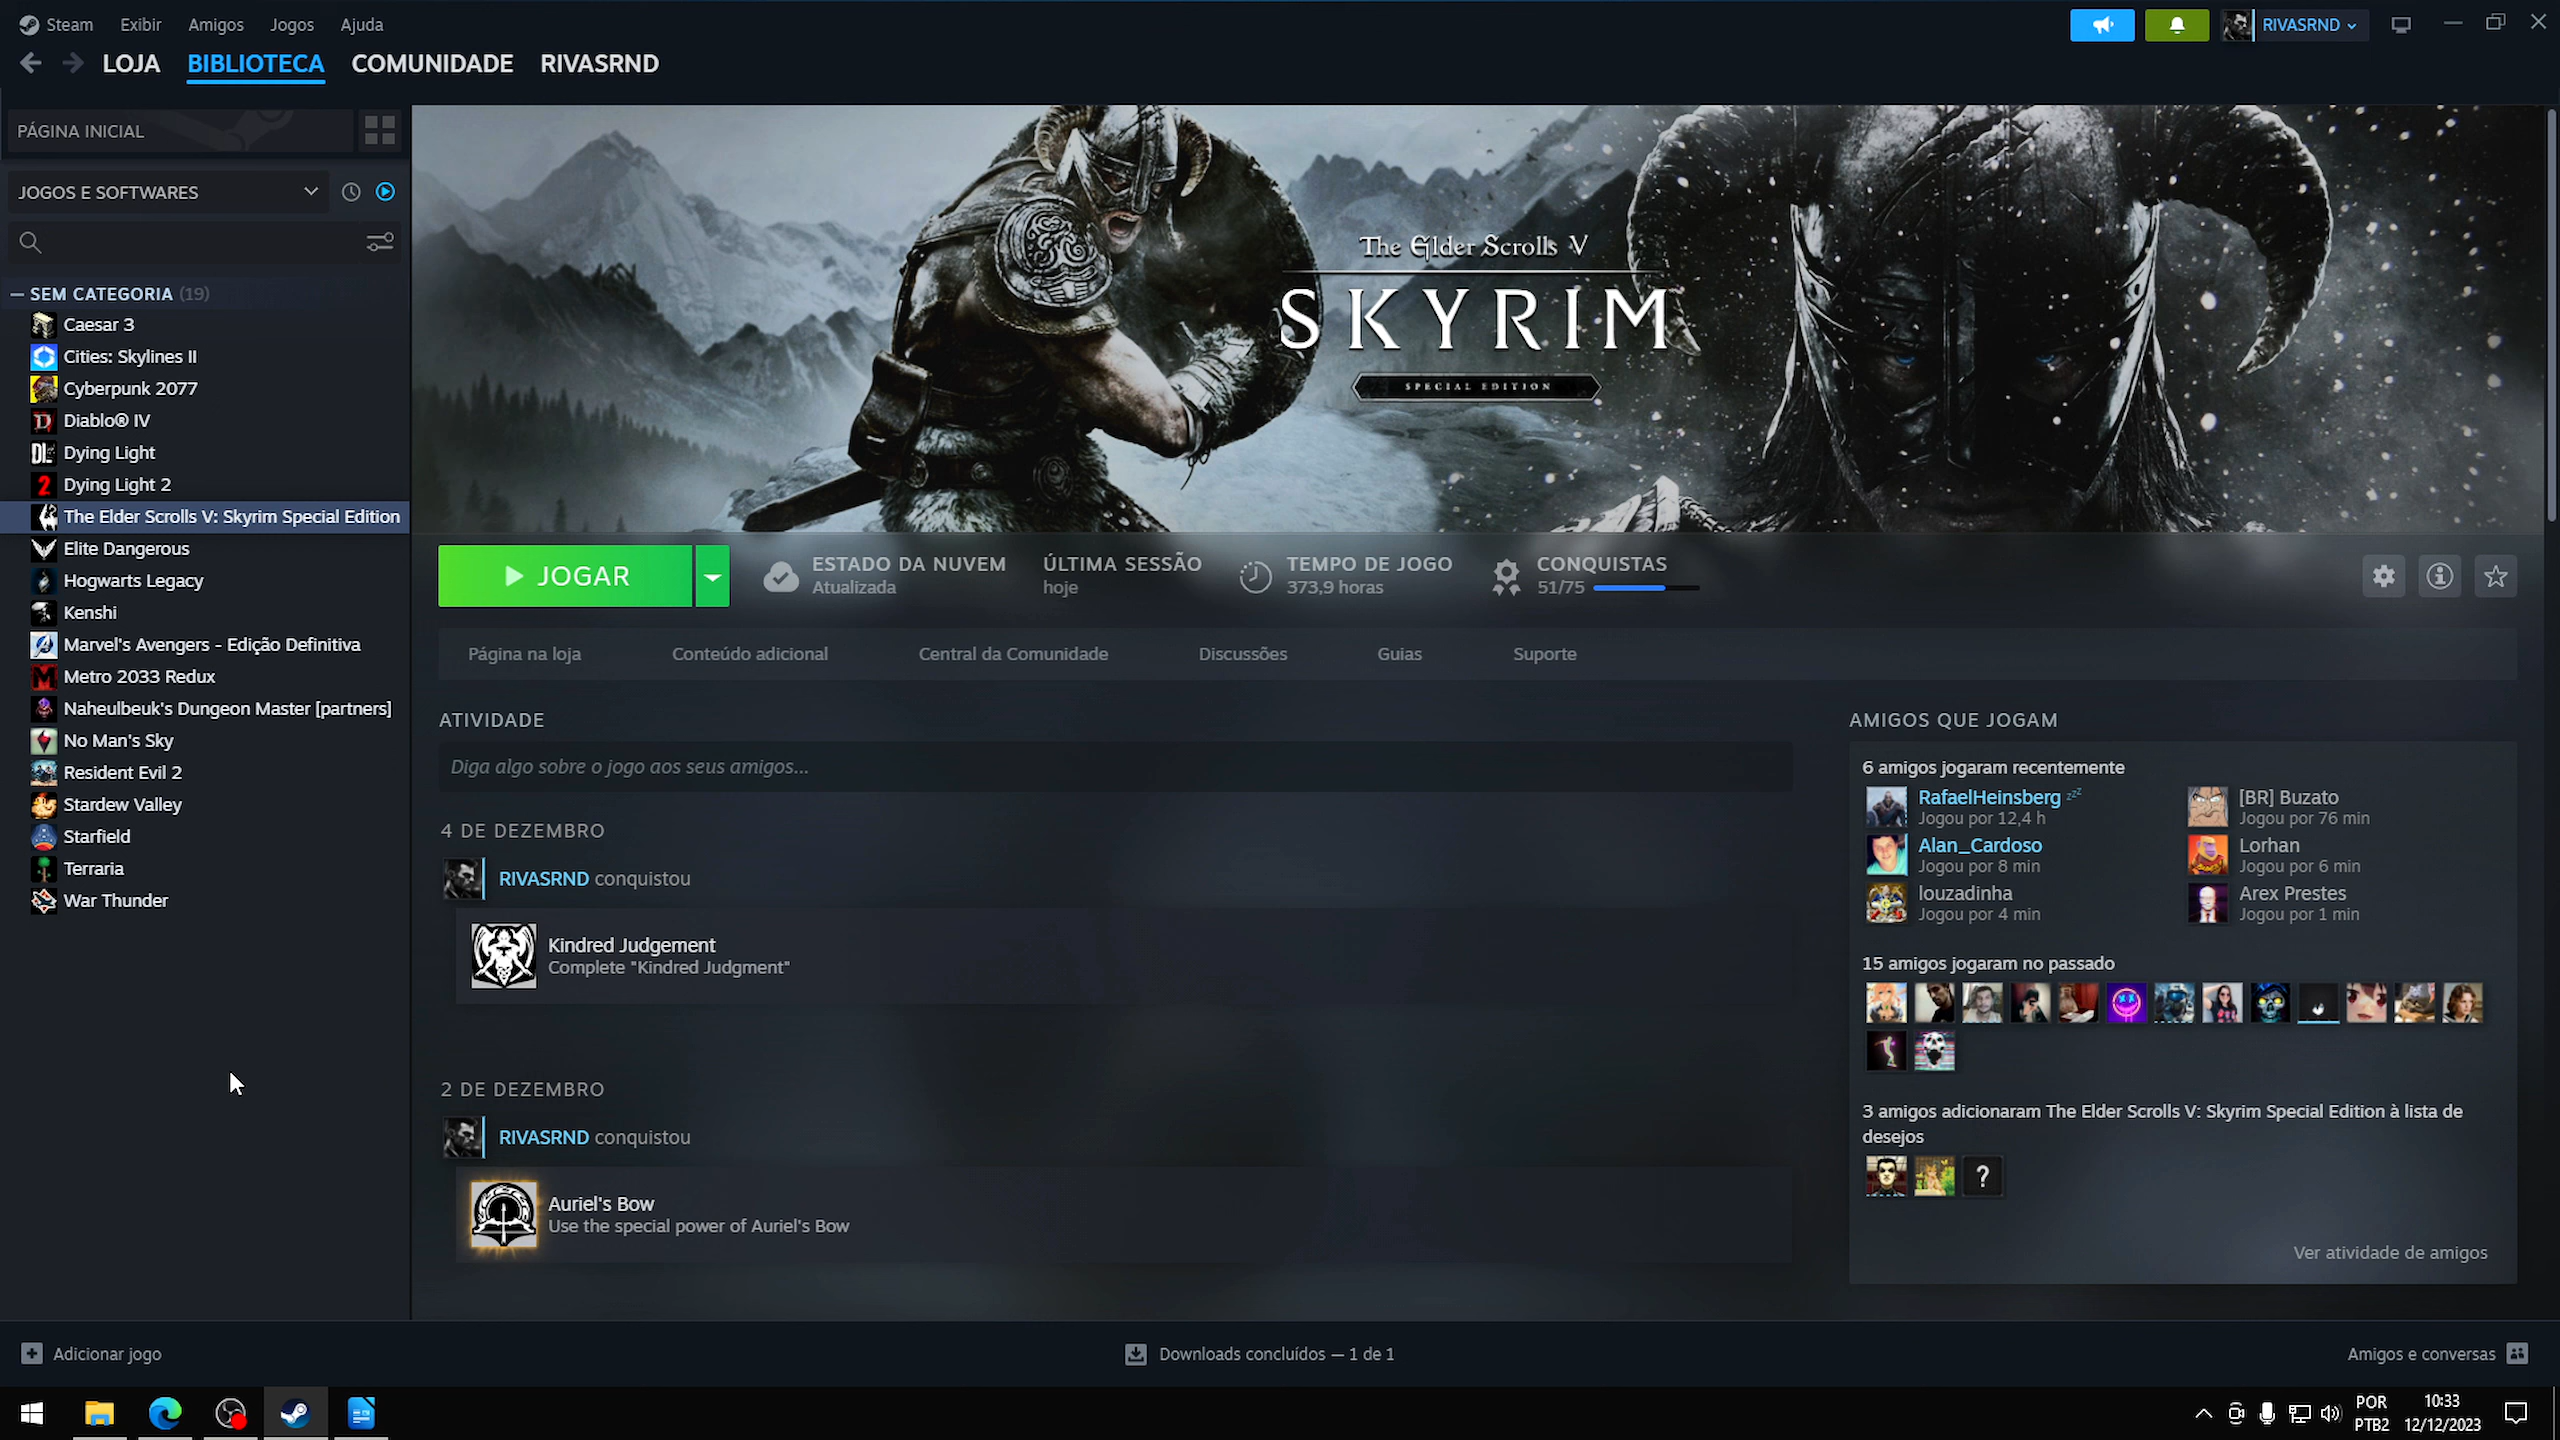 Steam Exibir Amigos Jogos Ajuda
RIVASRND
LOJA BIBLIOTECA COMUNIDADE RIVASRND
PÁGINA INICIAL
JOGOS E SOFTWARES
SEM CATEGORIA (19)
Caesar 3
Cities: Skylines II
Cyberpunk 2077
Diablo® IV
Dying Light
Dying Light 2
The Elder Scrolls V: Skyrim Special Edition
Elite Dangerous
Hogwarts Legacy
Kenshi
Marvel's Avengers - Edição Definitiva
Metro 2033 Redux
Naheulbeuk's Dungeon Master [partners]
No Man's Sky
Resident Evil 2
Stardew Valley
Starfield
Terraria
War Thunder
The Elder Scrolls V
SKYRIM
SPECIAL EDITION
JOGAR
ESTADO DA NUVEM
Atualizada
ÚLTIMA SESSÃO
hoje
TEMPO DE JOGO
373,9 horas
CONQUISTAS
51/75
Página na loja Conteúdo adicional Central da Comunidade Discussões Guias Suporte
ATIVIDADE
Diga algo sobre o jogo aos seus amigos...
4 DE DEZEMBRO
RIVASRND conquistou
Kindred Judgement
Complete "Kindred Judgment"
2 DE DEZEMBRO
RIVASRND conquistou
Auriel's Bow
Use the special power of Auriel's Bow
AMIGOS QUE JOGAM
6 amigos jogaram recentemente
RafaelHeinsberg zzz
Jogou por 12,4 h
[BR] Buzato
Jogou por 76 min
Alan_Cardoso
Jogou por 8 min
Lorhan
Jogou por 6 min
louzadinha
Jogou por 4 min
Arex Prestes
Jogou por 1 min
15 amigos jogaram no passado
3 amigos adicionaram The Elder Scrolls V: Skyrim Special Edition à lista de
desejos
?
Ver atividade de amigos
Adicionar jogo
Downloads concluídos — 1 de 1
Amigos e conversas
POR
PTB2
10:33
12/12/2023